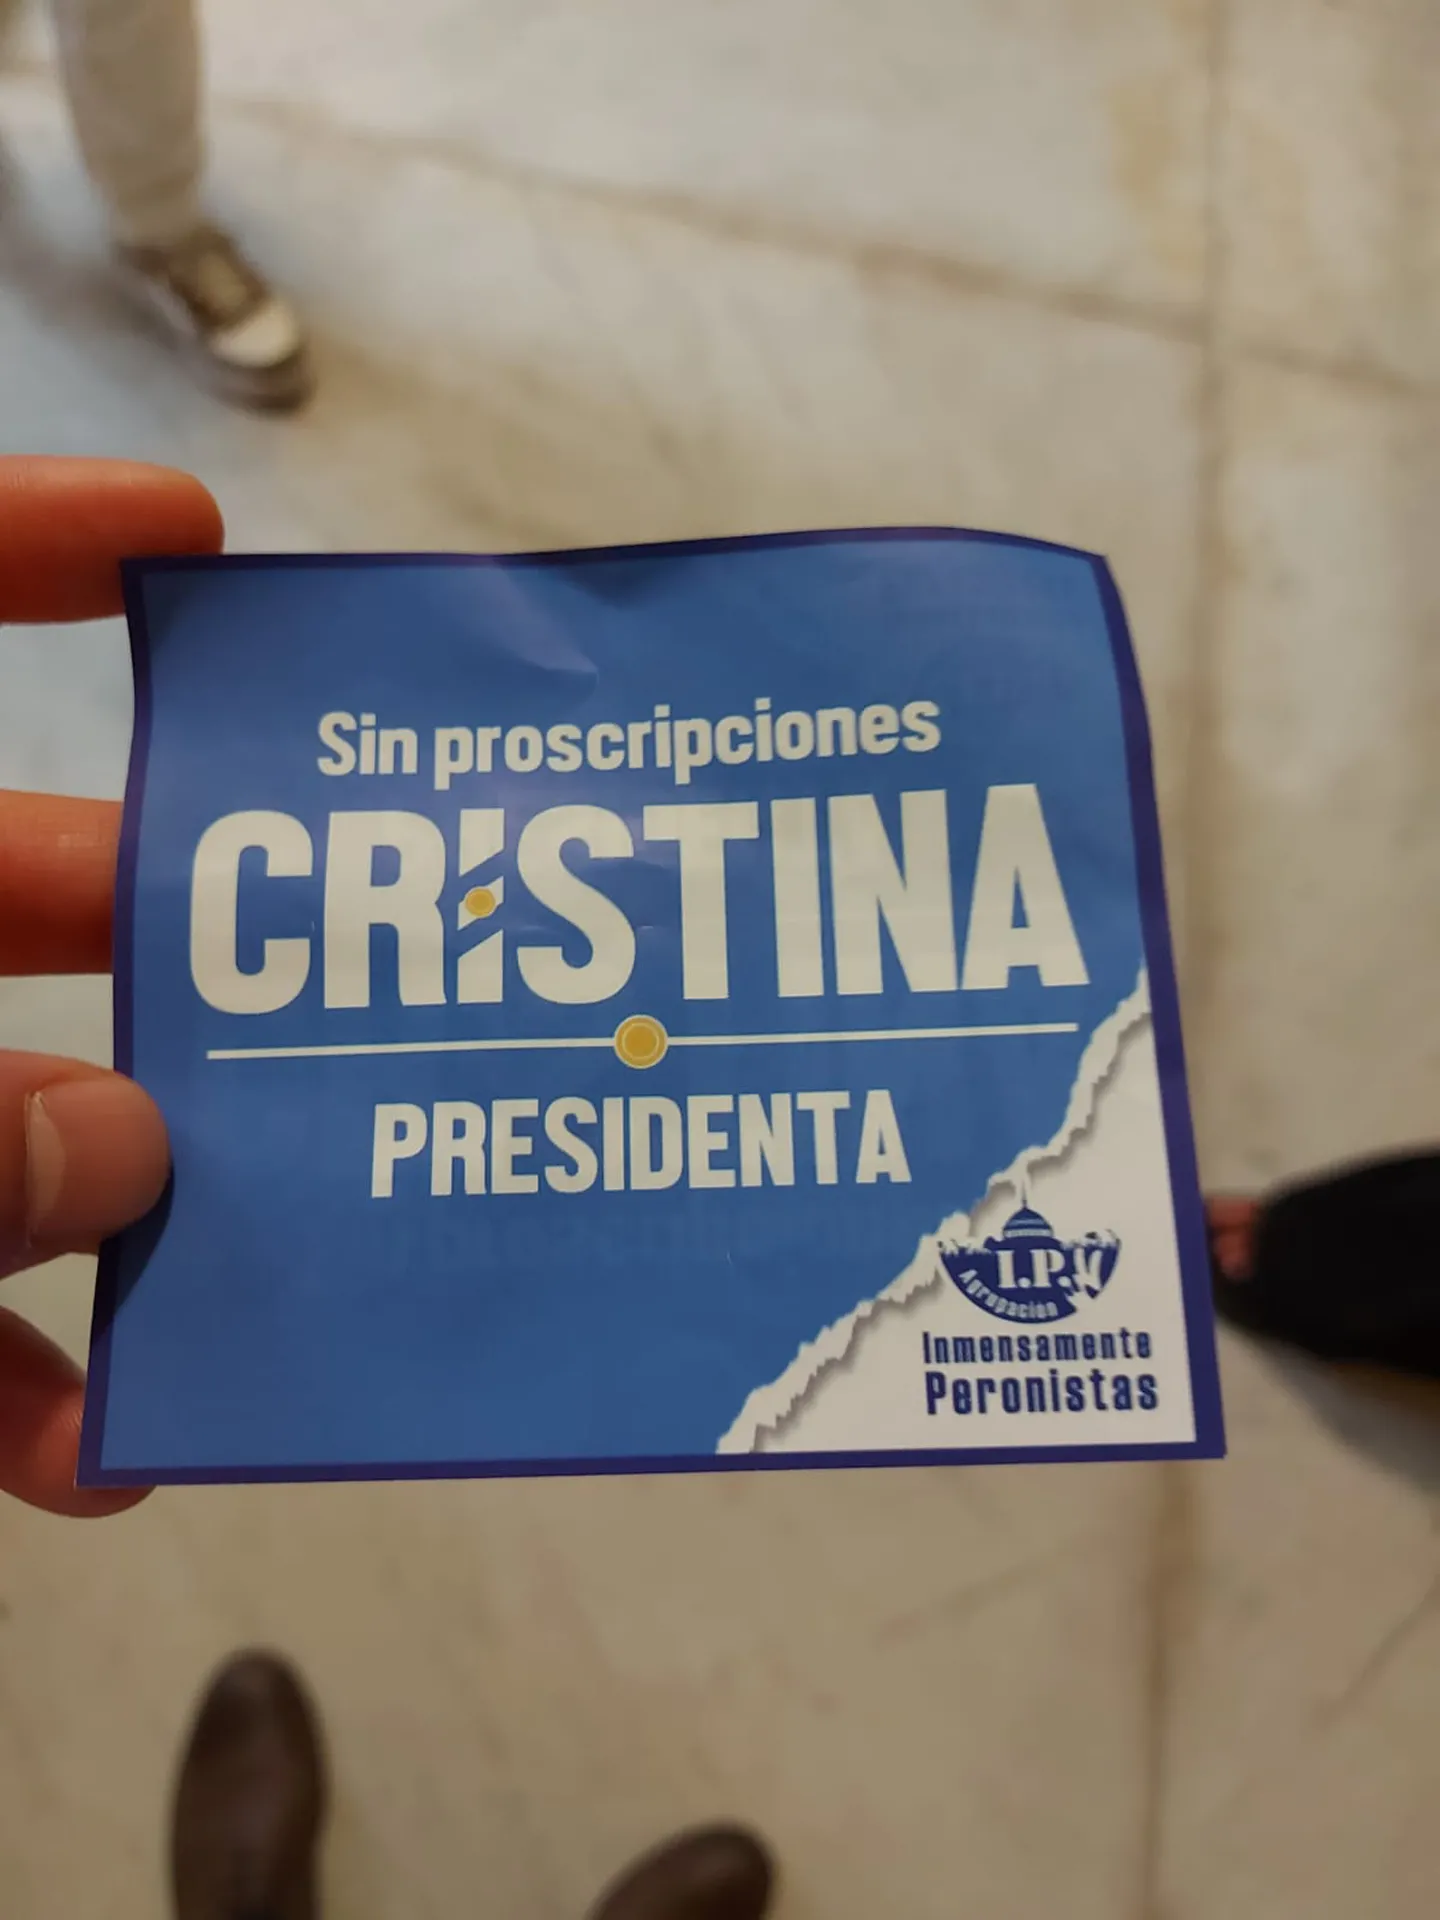 Sin proscripciones
CRISTINA
PRESIDENTA
I.P.
Agrupación
Inmensamente
Peronistas